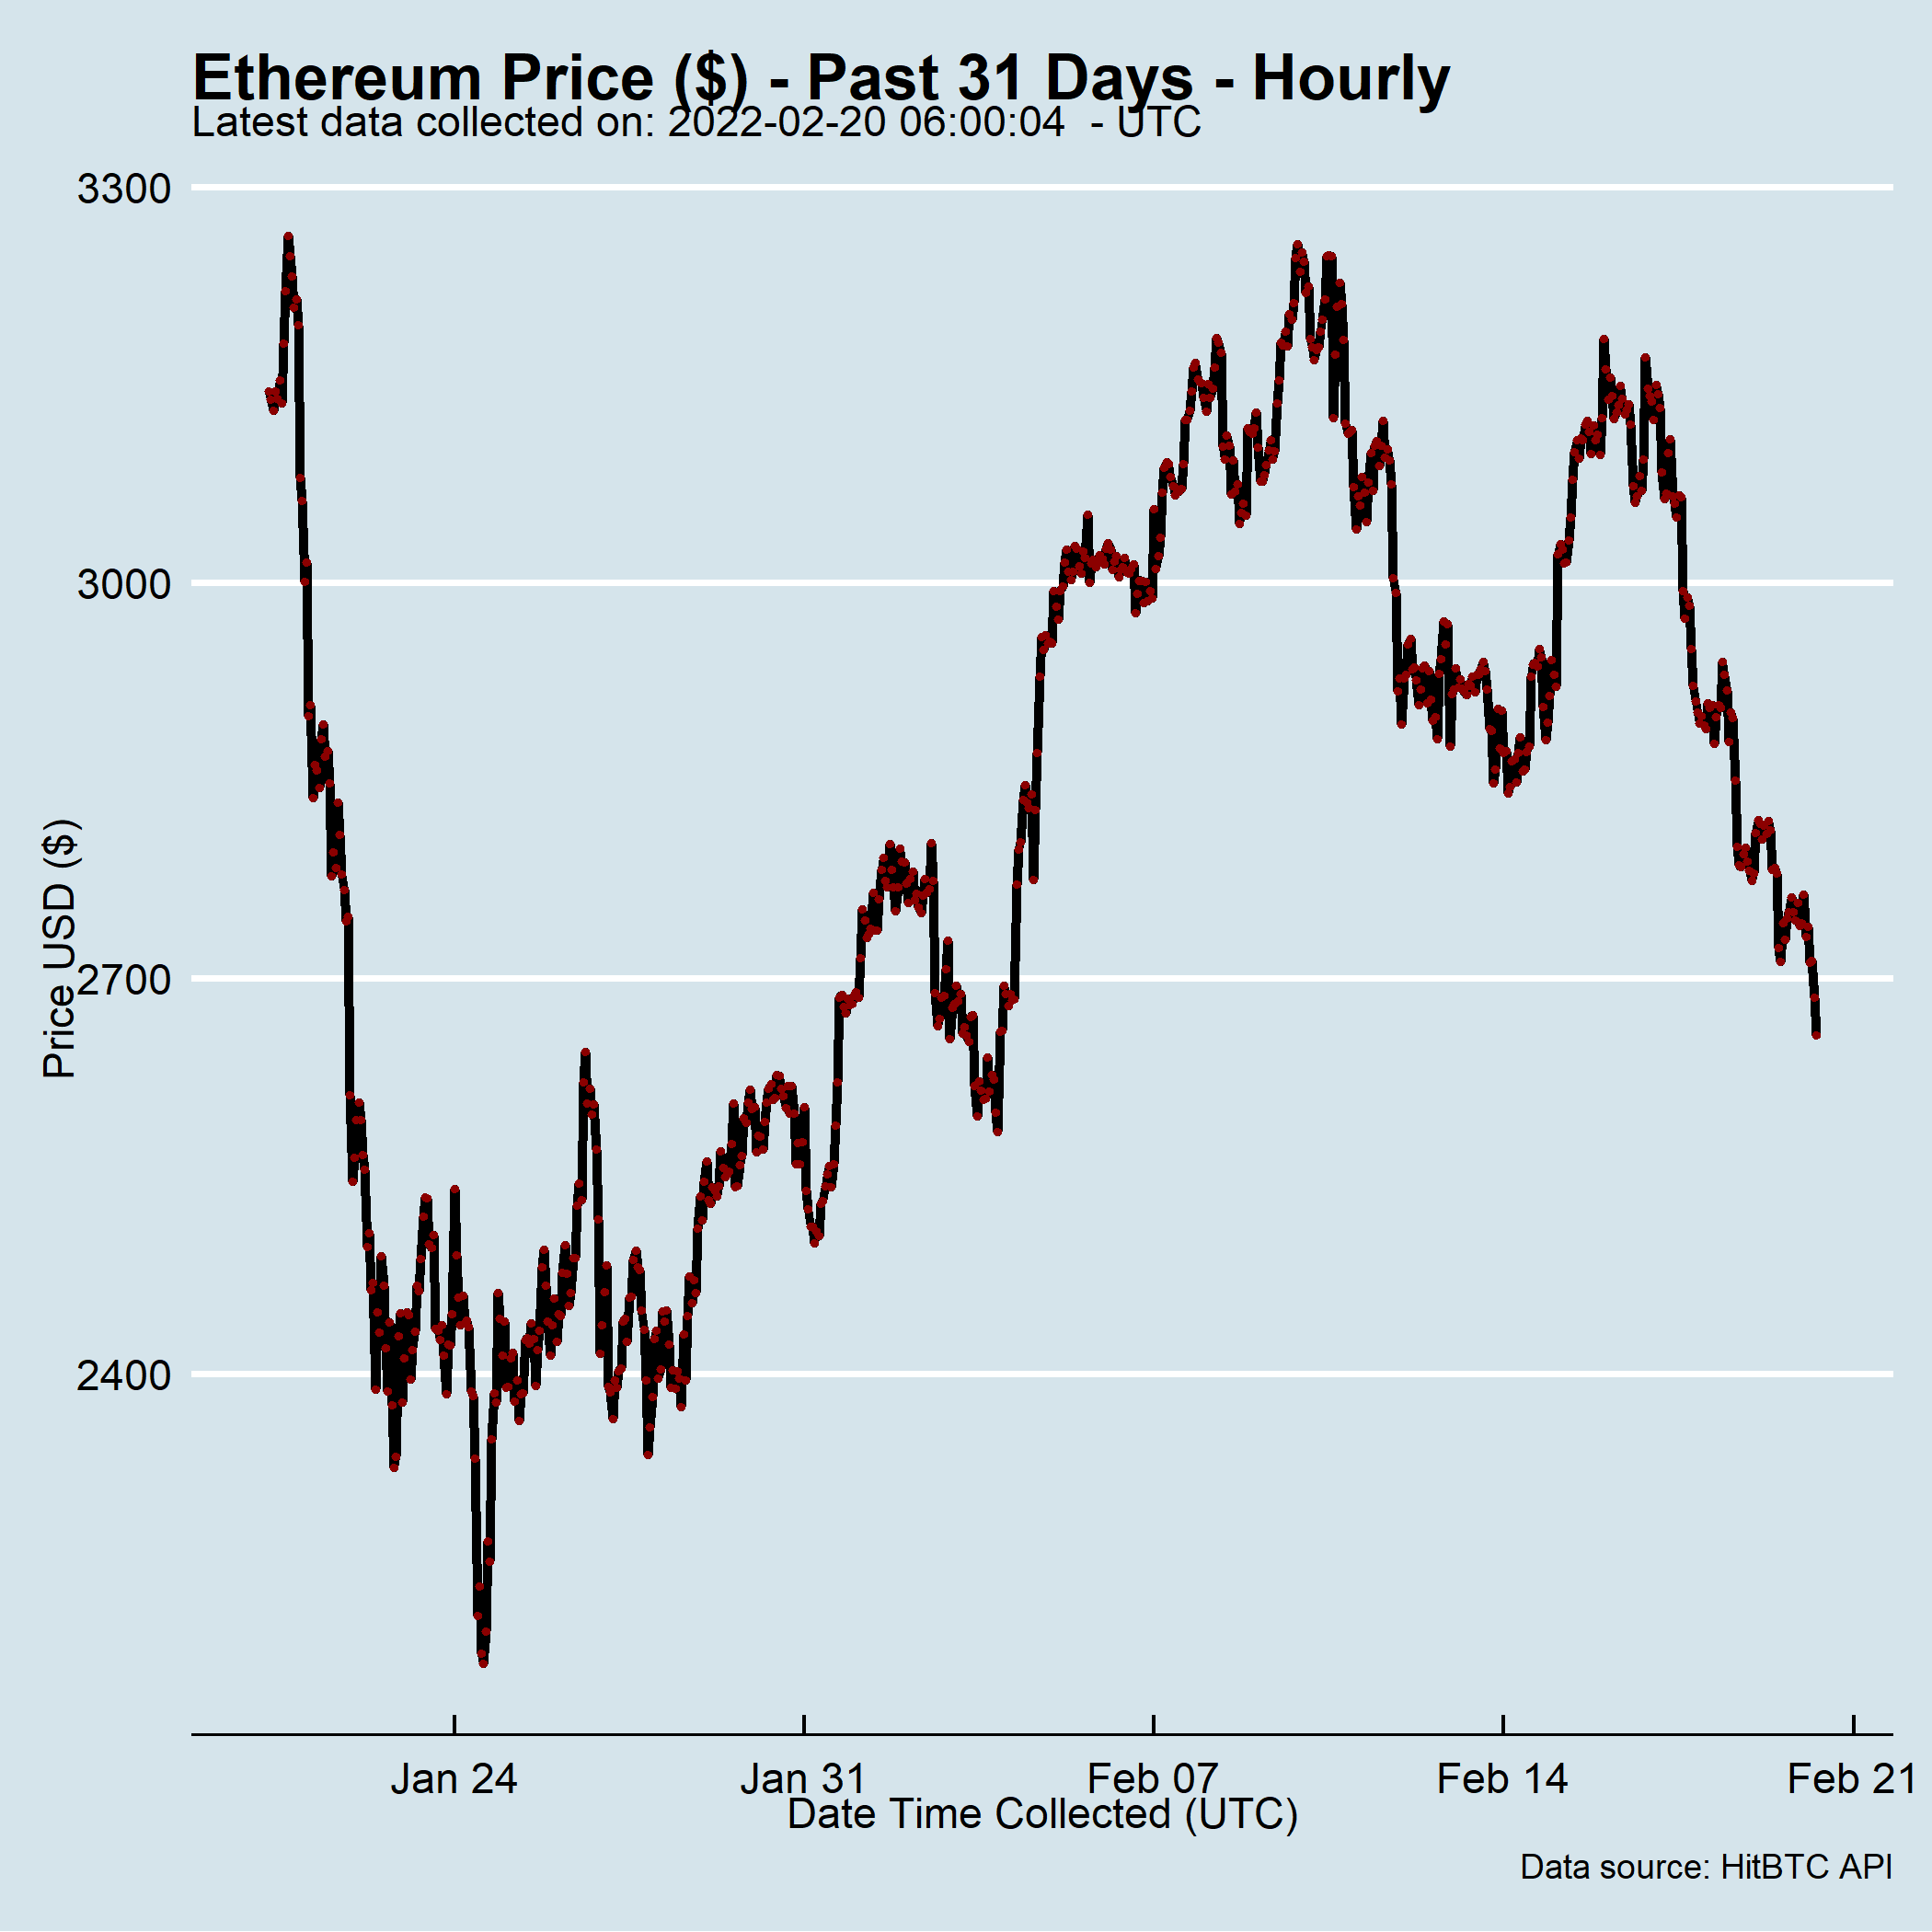 Ethereum Price ($) - Past 31 Days - Hourly
Latest data collected on: 2022-02-20 06:00:04  - UTC
3300
3000
2700
2400
Price USD ($)
Jan 24
Jan 31
Feb 07
Feb 14
Feb 21
Date Time Collected (UTC)
Data source: HitBTC API